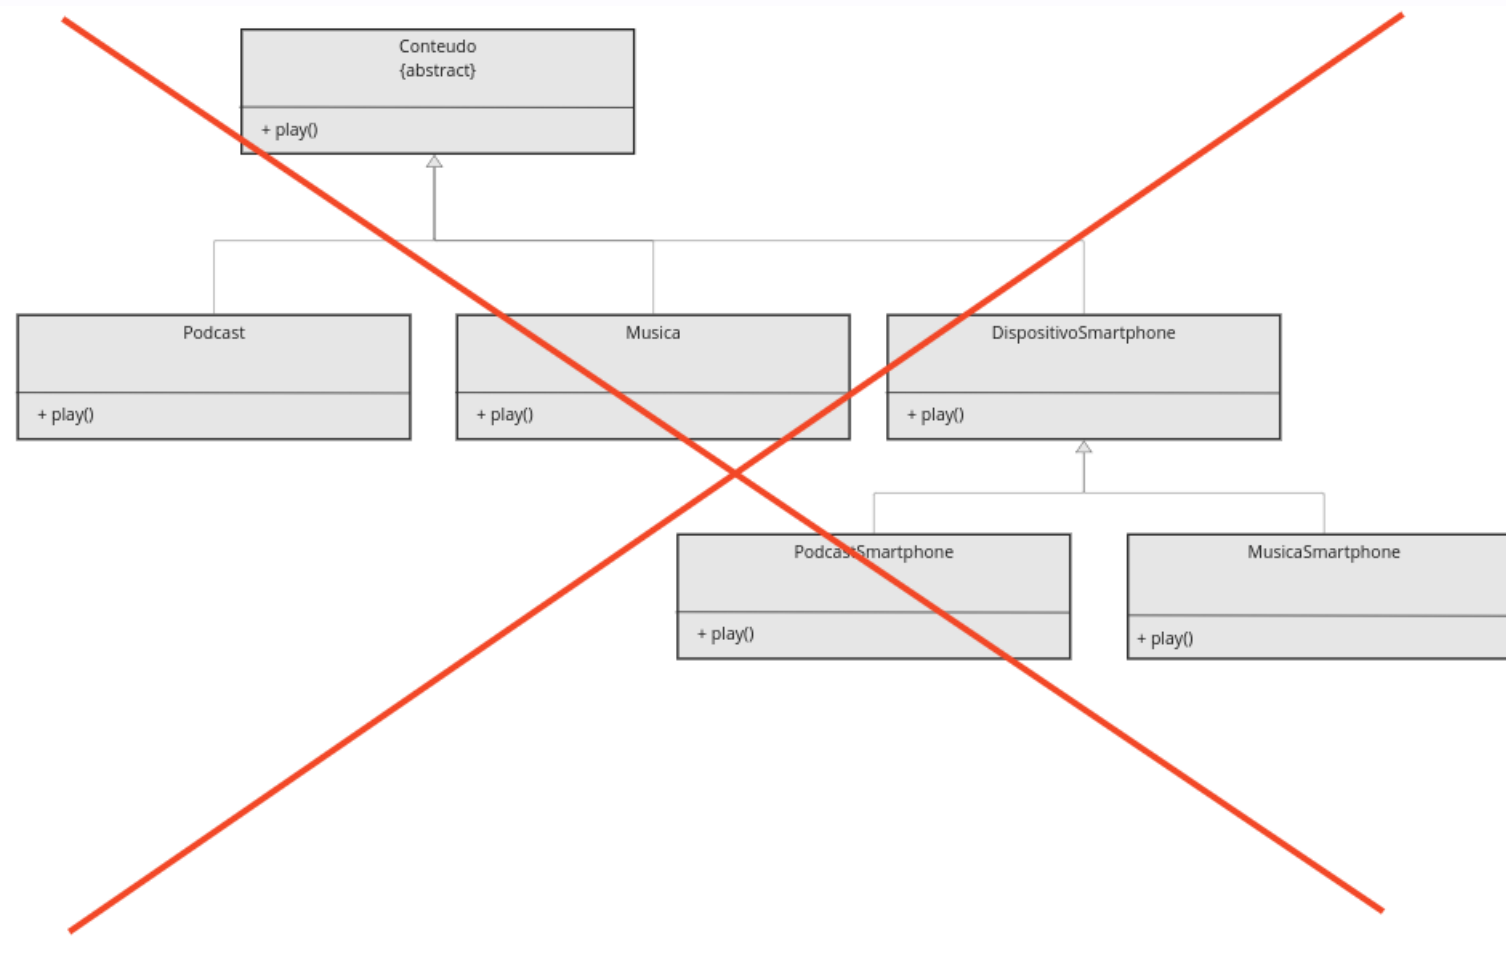 Conteudo
{abstract}
+ play()
Podcast
+ play()
Musica
+ play()
DispositivoSmartphone
+ play()
PodcastSmartphone
+ play()
MusicaSmartphone
+ play()